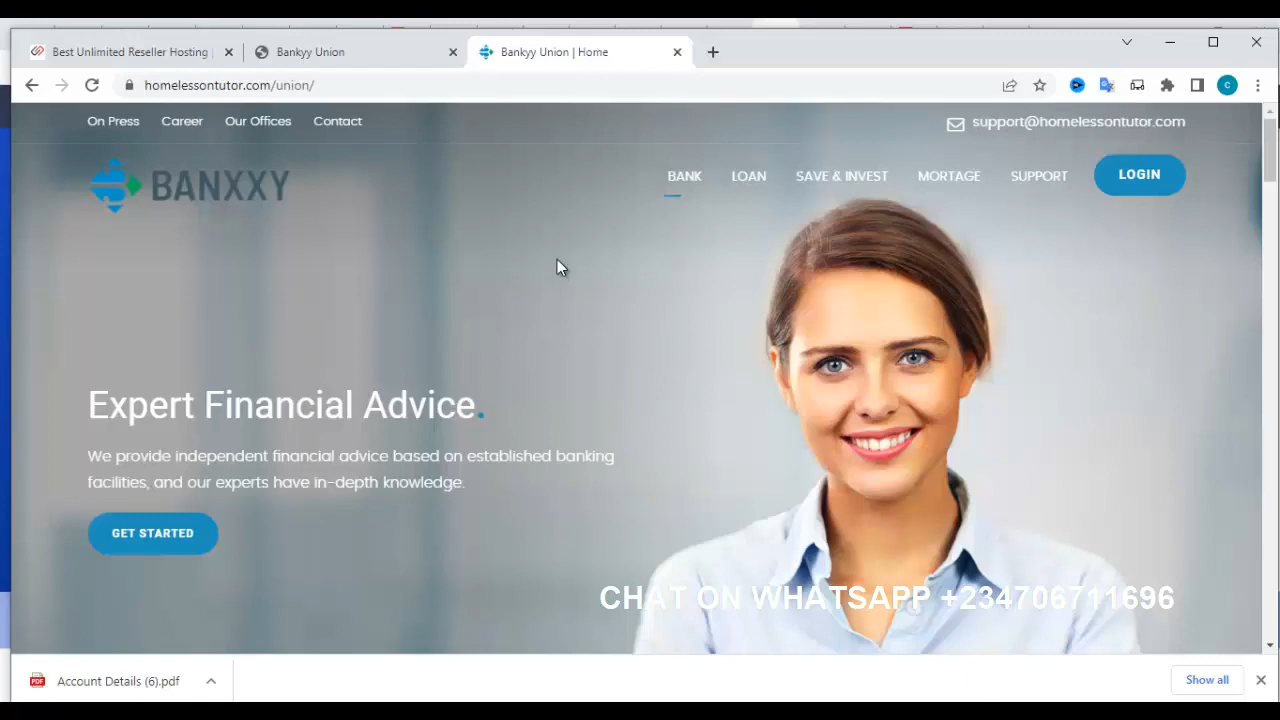 Best Unlimited Reseller Hosting
Bankyy Union
Bankyy Union | Home
homelessontutor.com/union/
C
On Press
Career
Our Offices
Contact
support@homelessontutor.com
BANXXY
BANK
LOAN
SAVE & INVEST
MORTAGE
SUPPORT
LOGIN
Expert Financial Advice.
We provide independent financial advice based on established banking
facilities, and our experts have in-depth knowledge.
GET STARTED
CHAT ON WHATSAPP +234706711696
PDF
Account Details (6).pdf
Show all